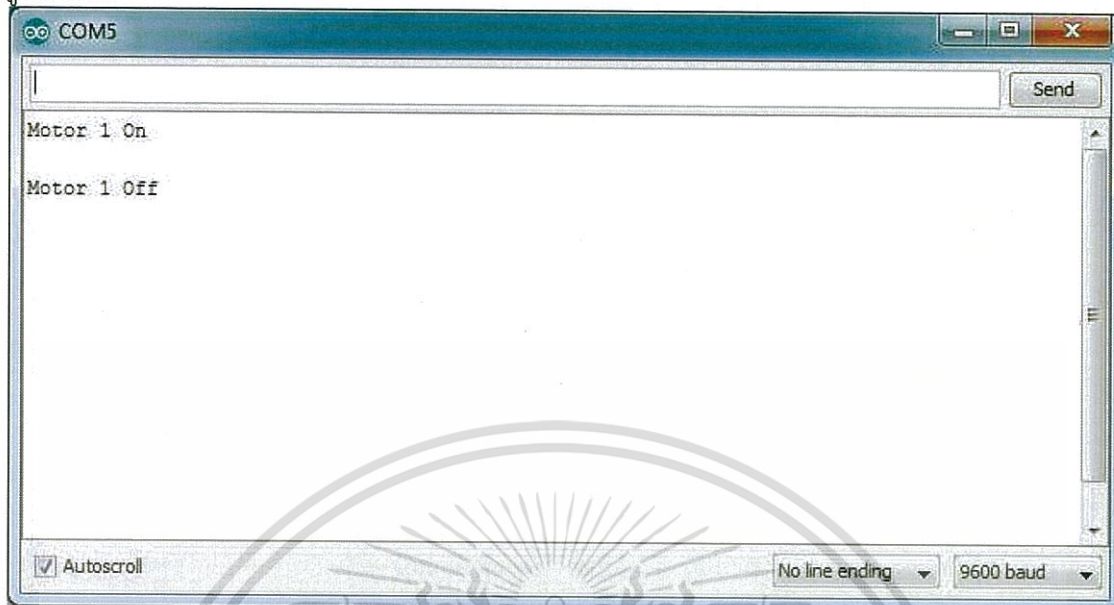 COM5
Send
Motor 1 On
Motor 1 Off
Autoscroll
No line ending
9600 baud